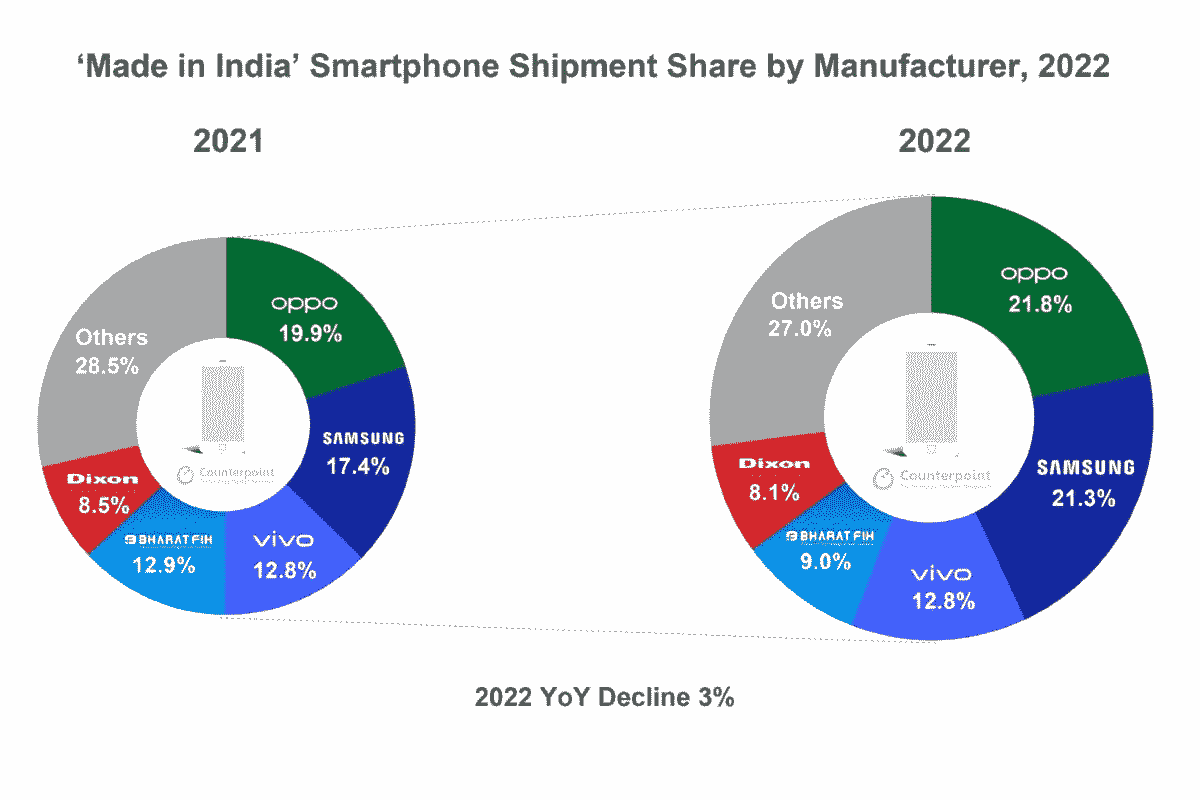 ‘Made in India’ Smartphone Shipment Share by Manufacturer, 2022
2021
2022
oppo
19.9%
SAMSUNG
17.4%
vivo
12.8%
BHARAT FIH
12.9%
Dixon
8.5%
Others
28.5%
Counterpoint
oppo
21.8%
SAMSUNG
21.3%
vivo
12.8%
BHARAT FIH
9.0%
Dixon
8.1%
Others
27.0%
Counterpoint
2022 YoY Decline 3%